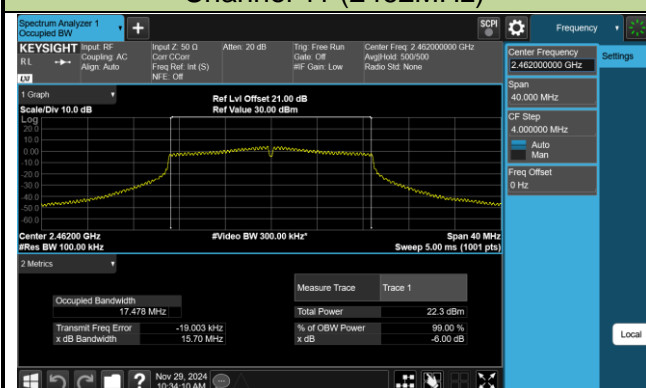 Channel 11 (2462MHz)
Spectrum Analyzer 1
Occupied BW
+
SCPI
Frequency
KEYSIGHT
RL
LXI
Input: RF
Coupling: AC
Align: Auto
Input Z: 50 Ω
Corr CCorr
Freq Ref: Int (S)
NFE: Off
Atten: 20 dB
Trig: Free Run
Gate: Off
#IF Gain: Low
Center Freq: 2.462000000 GHz
Avg|Hold: 500/500
Radio Std: None
1 Graph
Scale/Div 10.0 dB
Ref Lvl Offset 21.00 dB
Ref Value 30.00 dBm
Log
20.0
10.0
0.00
-10.0
-20.0
-30.0
-40.0
-50.0
-60.0
Center 2.46200 GHz
#Res BW 100.00 kHz
#Video BW 300.00 kHz*
Span 40 MHz
Sweep 5.00 ms (1001 pts)
2 Metrics
Measure Trace Trace 1
Occupied Bandwidth
17.478 MHz
Total Power 22.3 dBm
Transmit Freq Error -19.003 kHz
% of OBW Power 99.00 %
x dB Bandwidth 15.70 MHz
x dB -6.00 dB
Center Frequency
2.462000000 GHz
Settings
Span
40.000 MHz
CF Step
4.000000 MHz
Auto
Man
Freq Offset
0 Hz
Local
?
Nov 29, 2024
10:34:10 AM